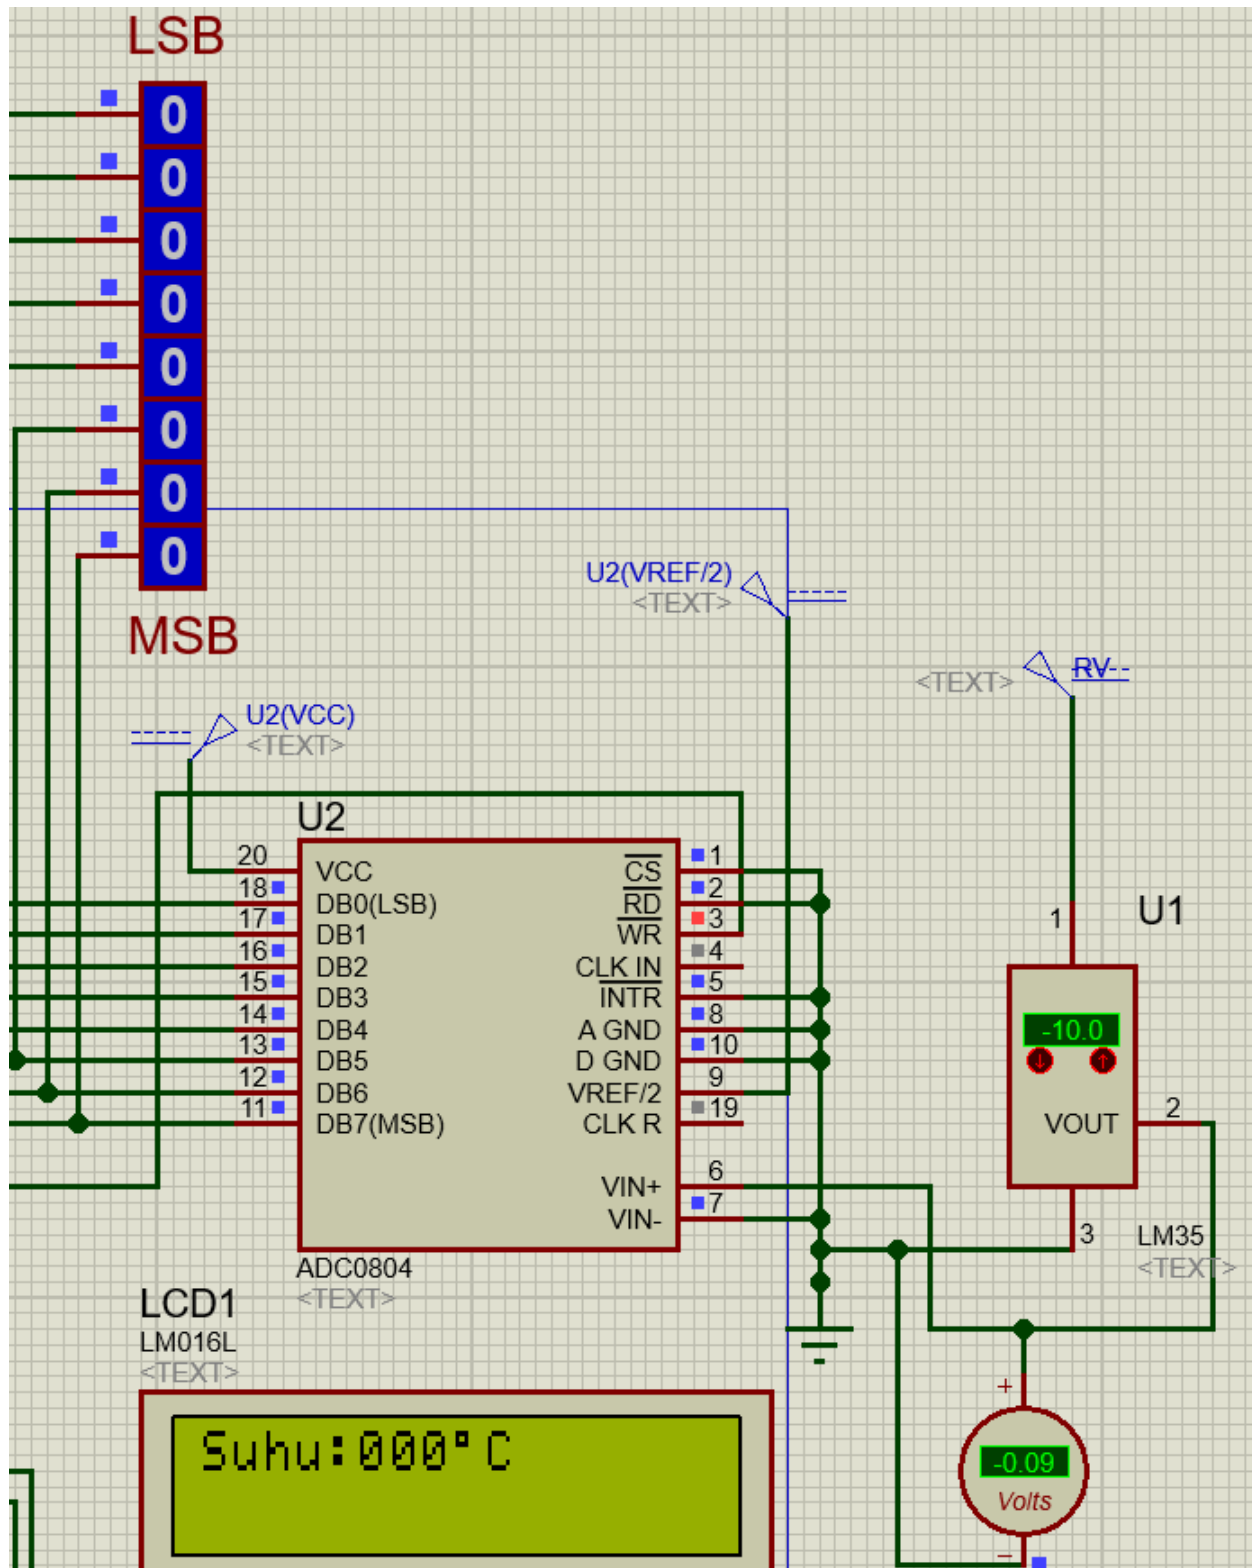 LSB
0
0
0
0
0
0
0
0
MSB
U2(VREF/2)
<TEXT>
RV
<TEXT>
U2(VCC)
<TEXT>
U2
20 VCC
18 DB0(LSB)
17 DB1
16 DB2
15 DB3
14 DB4
13 DB5
12 DB6
11 DB7(MSB)
CS 1
RD 2
WR 3
CLK IN 4
INTR 5
A GND 8
D GND 10
VREF/2 9
CLK R 19
VIN+ 6
VIN- 7
ADC0804
<TEXT>
U1
1
-10.0
VOUT 2
3
LM35
<TEXT>
LCD1
LM016L
<TEXT>
Suhu:000°C
+
-0.09
Volts
−